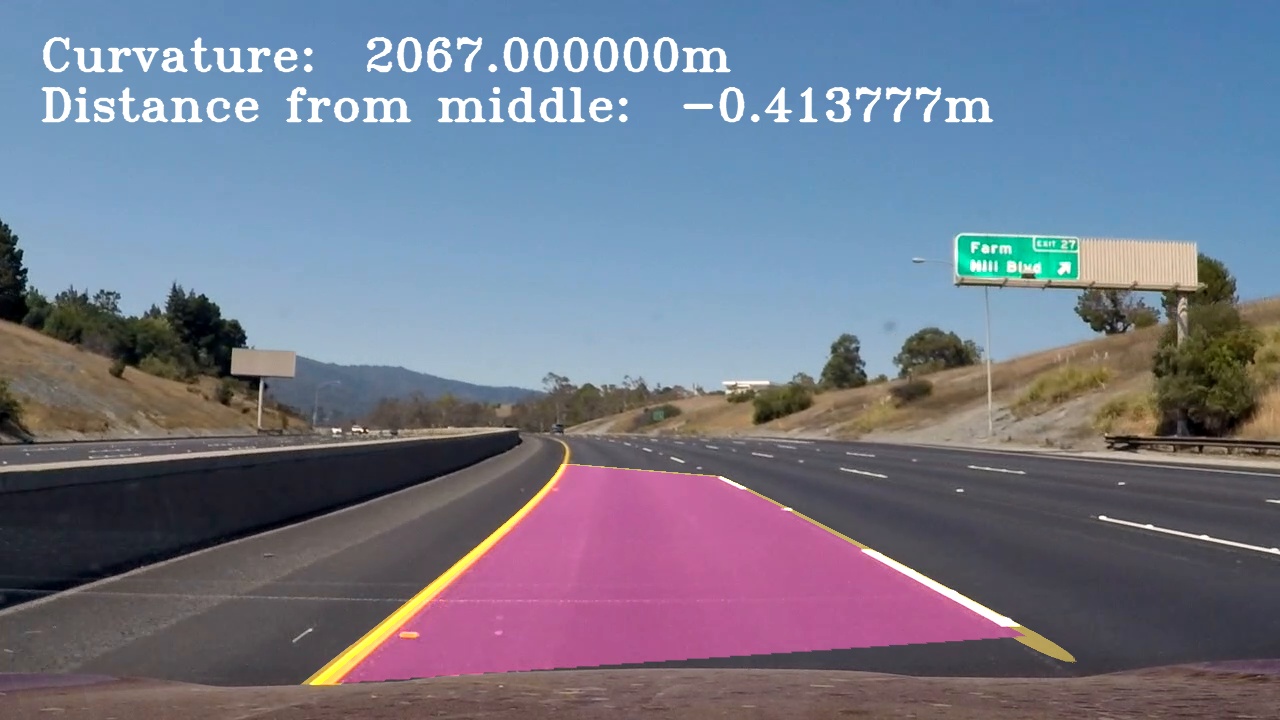 Curvature: 2067.000000m
Distance from middle: -0.413777m
EXIT 27
Farm
Hill Blvd